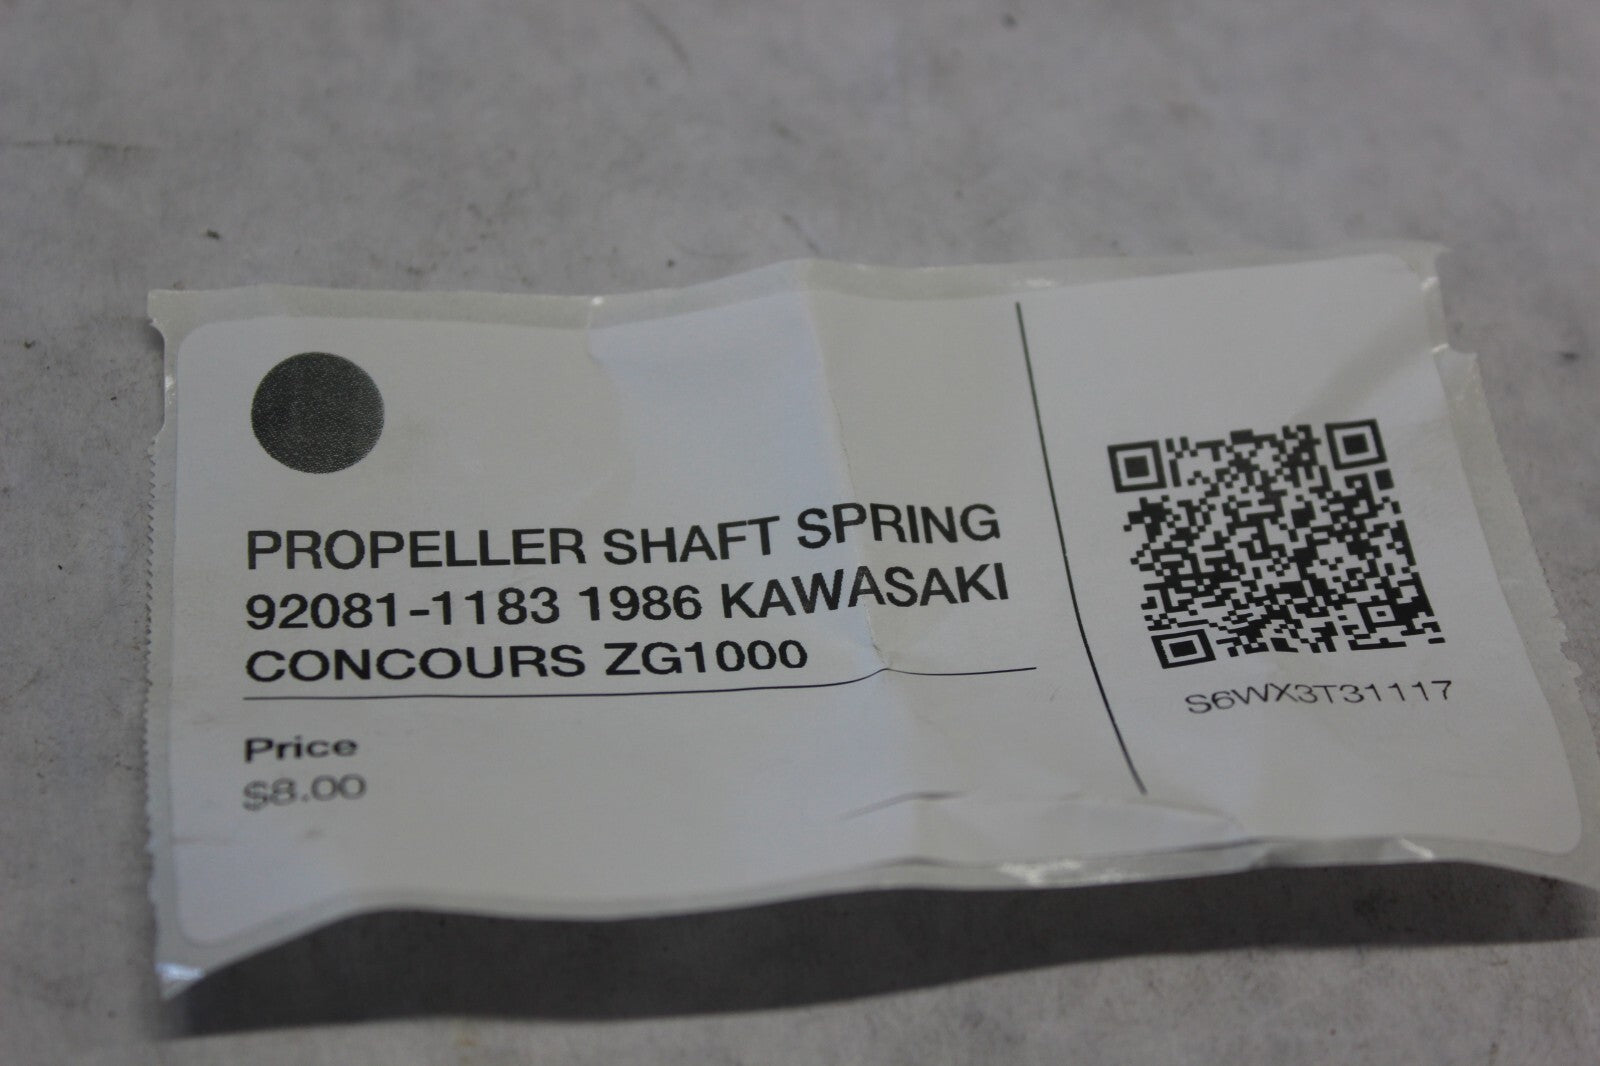 PROPELLER SHAFT SPRING
92081-1183 1986 KAWASAKI
CONCOURS ZG1000
Price
$8.00
S6WX3T31117